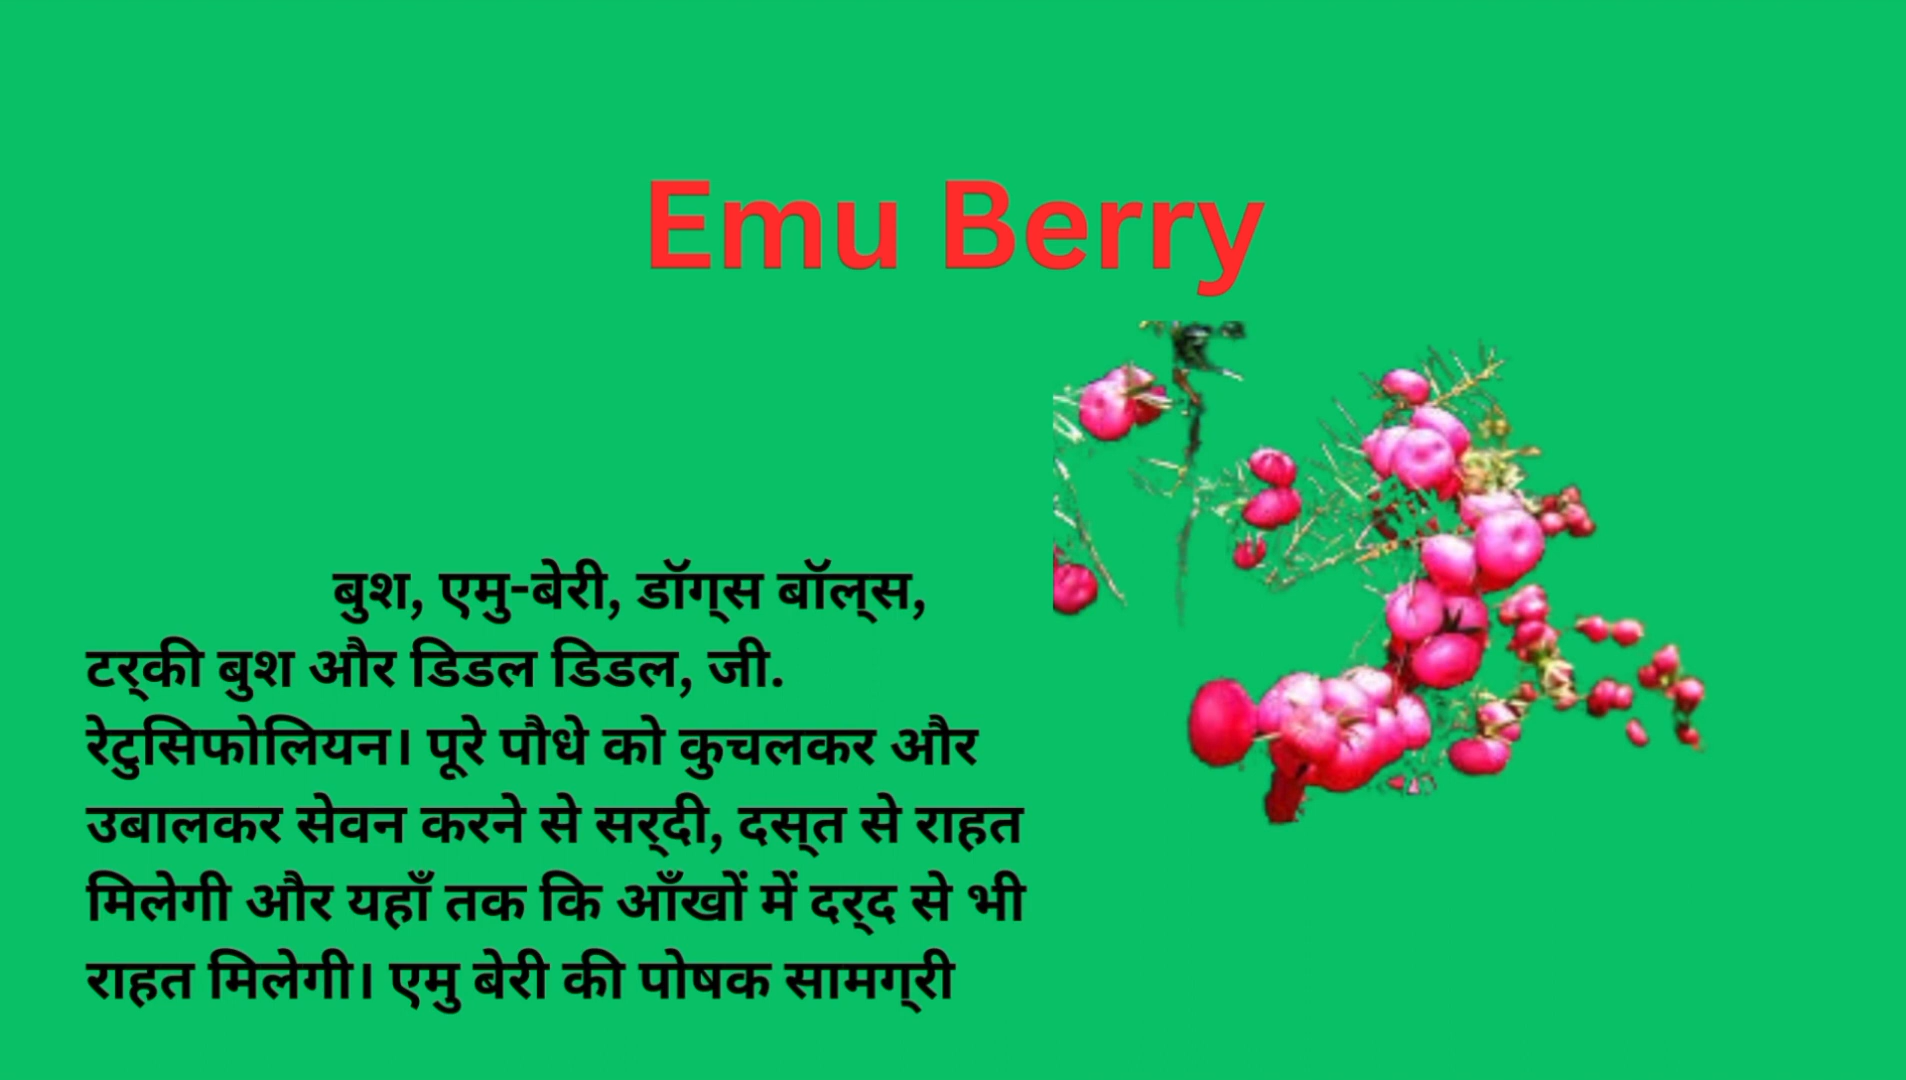 Emu Berry
बुश, एमु-बेरी, डॉग्‌स बॉल्‌स,
टर्‌की बुश और डिडल डिडल, जी.
रेटुसिफोलियन। पूरे पौधे को कुचलकर और
उबालकर सेवन करने से सर्‌दी, दस्‌त से राहत
मिलेगी और यहाँ तक कि आँखों में दर्‌द से भी
राहत मिलेगी। एमु बेरी की पोषक सामग्‌री